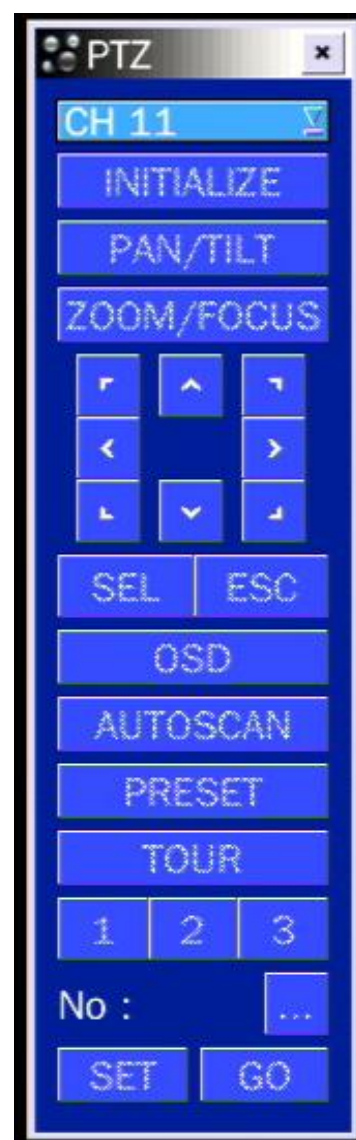 PTZ
CH 11
INITIALIZE
PAN/TILT
ZOOM/FOCUS
SEL ESC
OSD
AUTOSCAN
PRESET
TOUR
1 2 3
No : ...
SET GO